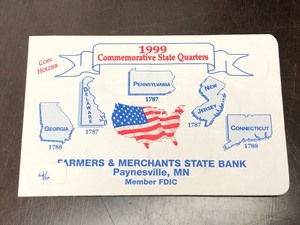 1999
Commemorative State Quarters
COIN
HOLDER
PENNSYLVANIA
1787
DELAWARE
1787
NEW
JERSEY
1787
GEORGIA
1788
CONNECTICUT
1788
FARMERS & MERCHANTS STATE BANK
Paynesville, MN
Member FDIC
46